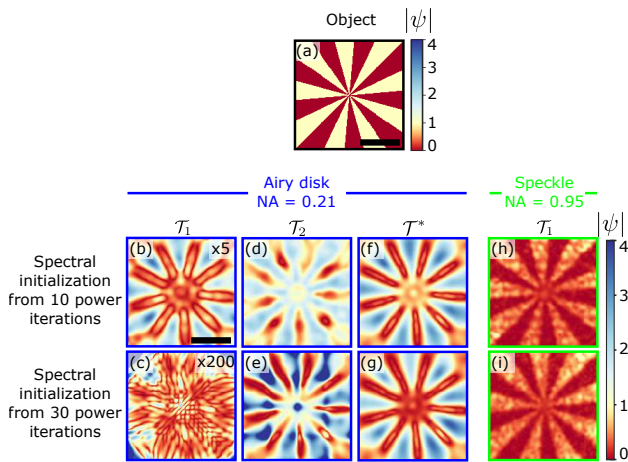 Object
|ψ|
(a)
4
3
2
1
0
Airy disk
NA = 0.21
Speckle
NA = 0.95
𝒯₁
𝒯₂
𝒯*
𝒯₁
|ψ|
Spectral
initialization
from 10 power
iterations
(b)
x5
(d)
(f)
(h)
4
3
2
1
0
Spectral
initialization
from 30 power
iterations
(c)
x200
(e)
(g)
(i)